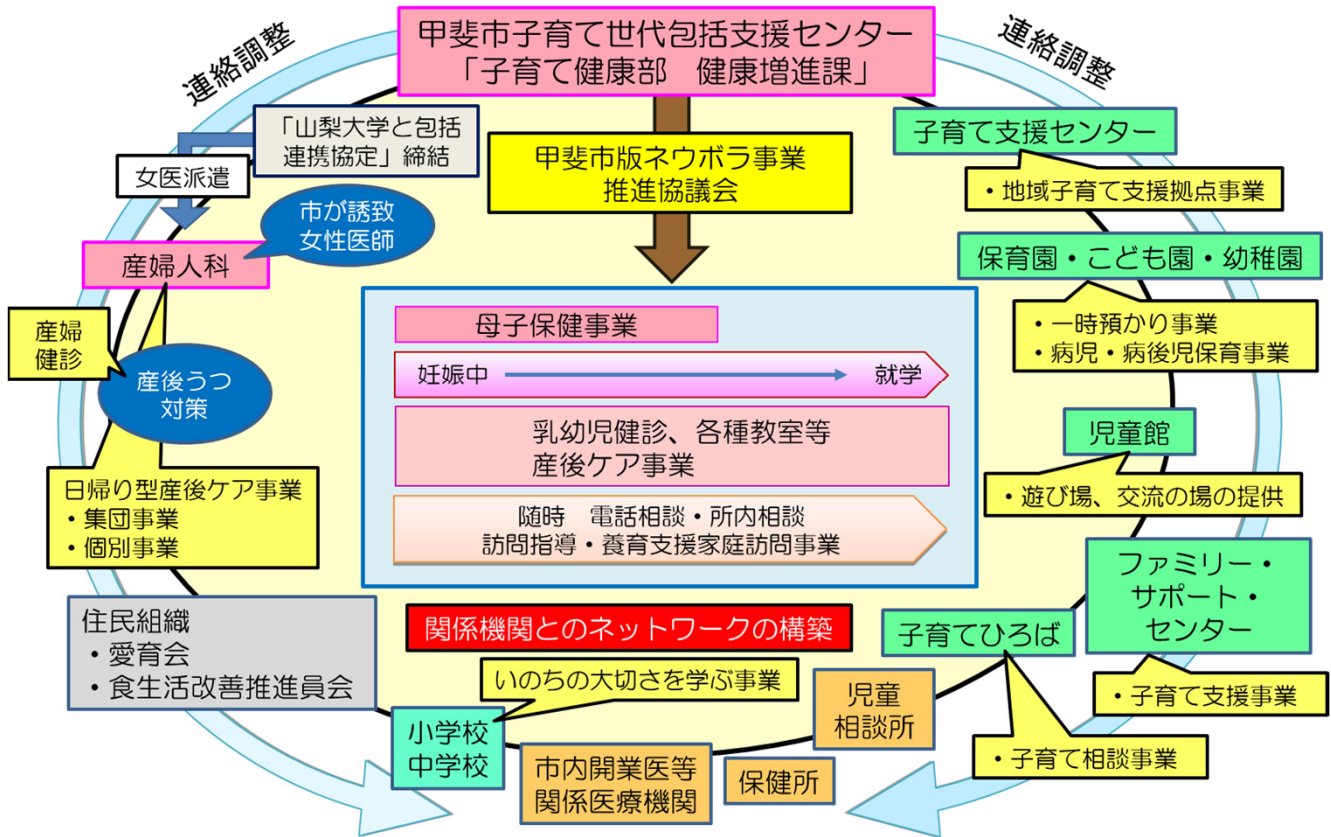 甲斐市子育て世代包括支援センター
「子育て健康部　健康増進課」
連絡調整
連絡調整
「山梨大学と包括
連携協定」締結
女医派遣
市が誘致
女性医師
産婦人科
産婦
健診
産後うつ
対策
日帰り型産後ケア事業
・集団事業
・個別事業
住民組織
・愛育会
・食生活改善推進員会
甲斐市版ネウボラ事業
推進協議会
母子保健事業
妊娠中
就学
乳幼児健診、各種教室等
産後ケア事業
随時　電話相談・所内相談
訪問指導・養育支援家庭訪問事業
関係機関とのネットワークの構築
いのちの大切さを学ぶ事業
小学校
中学校
市内開業医等
関係医療機関
保健所
児童
相談所
子育て支援センター
・地域子育て支援拠点事業
保育園・こども園・幼稚園
・一時預かり事業
・病児・病後児保育事業
児童館
・遊び場、交流の場の提供
ファミリー・
サポート・
センター
・子育て支援事業
子育てひろば
・子育て相談事業